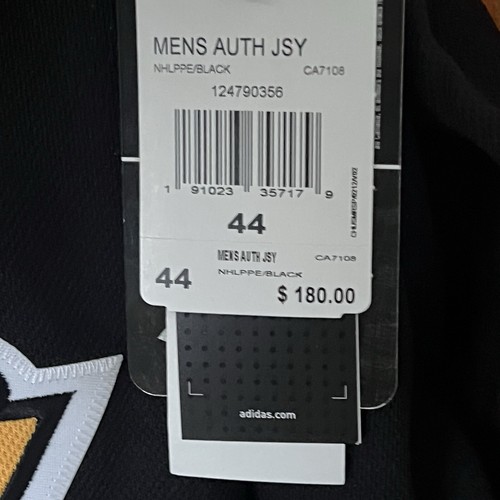 MENS AUTH JSY
NHLPPE/BLACK CA7108
124790356
1 91023 35717 9
44
MENS AUTH JSY CA7108
44 NHLPPE/BLACK
$ 180.00
adidas.com